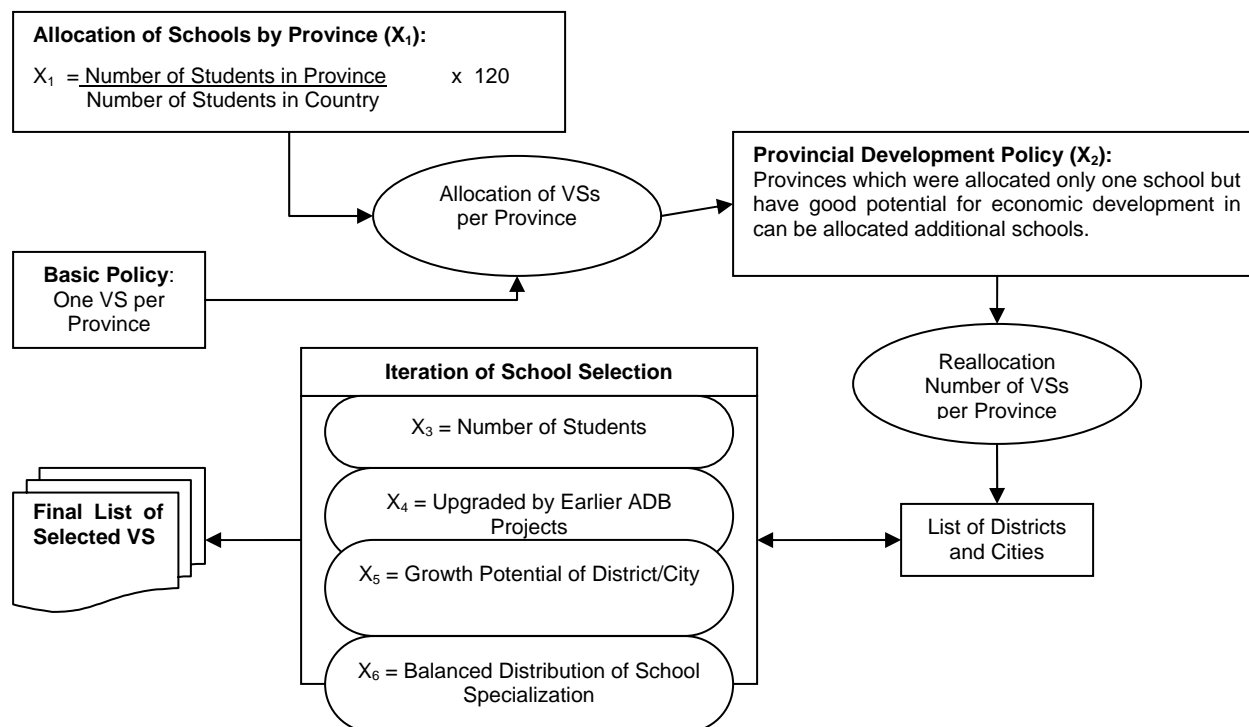 Allocation of Schools by Province (X₁):
X₁ = Number of Students in Province x 120
Number of Students in Country
Allocation of VSs
per Province
Basic Policy:
One VS per
Province
Provincial Development Policy (X₂):
Provinces which were allocated only one school but
have good potential for economic development in
can be allocated additional schools.
Reallocation
Number of VSs
per Province
List of Districts
and Cities
Iteration of School Selection
X₃ = Number of Students
X₄ = Upgraded by Earlier ADB
Projects
X₅ = Growth Potential of District/City
X₆ = Balanced Distribution of School
Specialization
Final List of
Selected VS